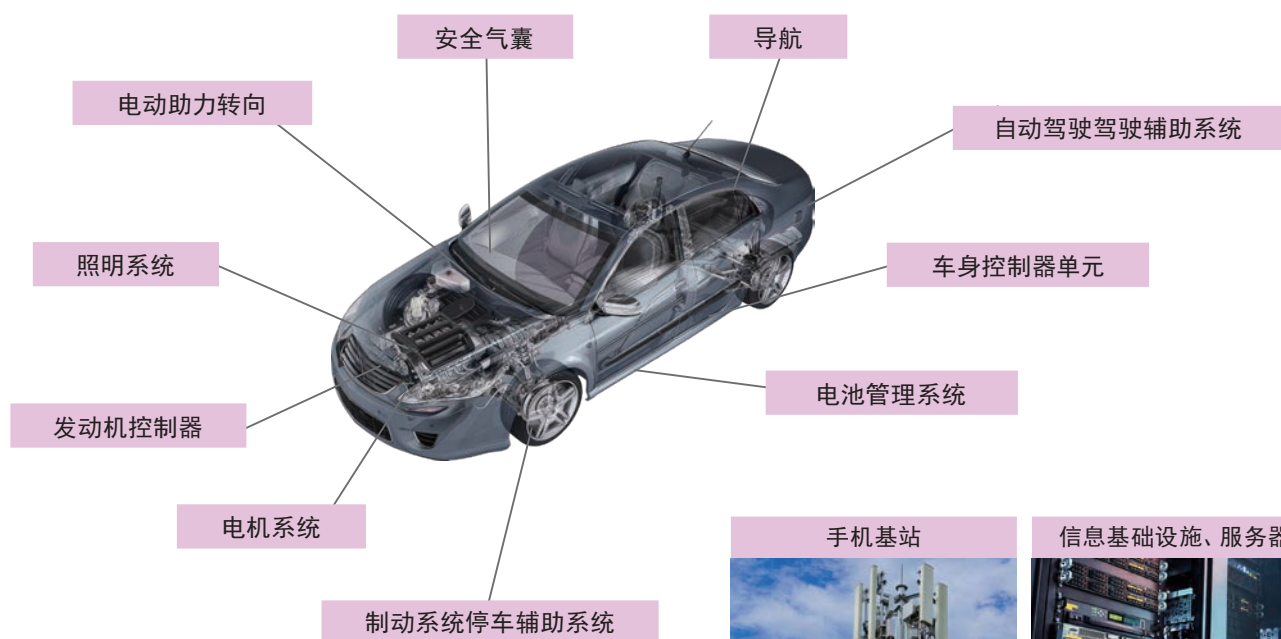 安全气囊
导航
电动助力转向
自动驾驶驾驶辅助系统
照明系统
车身控制器单元
电池管理系统
发动机控制器
电机系统
手机基站
信息基础设施、服务器
制动系统停车辅助系统